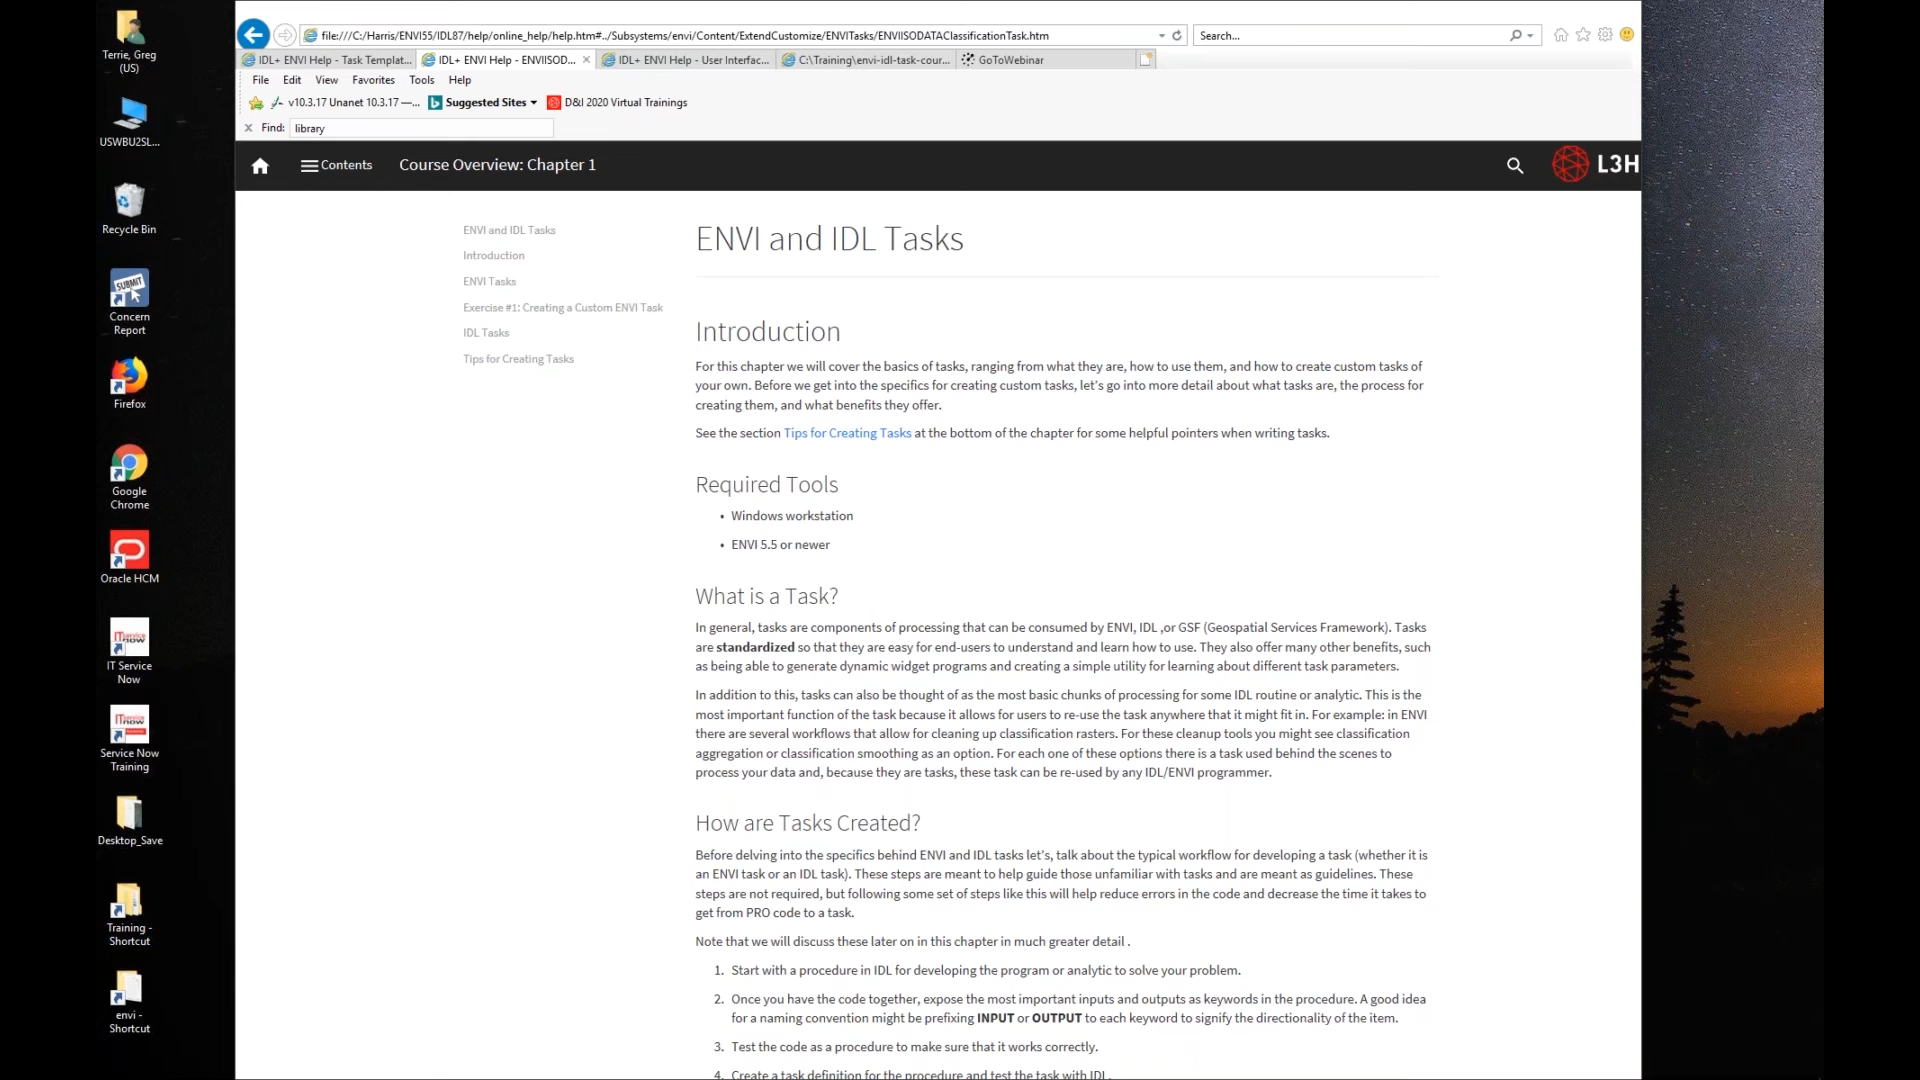 Terrie, Greg
(US)
USWBU2SL...
Recycle Bin
SUBMIT
Concern
Report
Firefox
Google
Chrome
Oracle HCM
IT Service
Now
Service Now
Training
Desktop_Save
Training -
Shortcut
envi -
Shortcut
file:///C:/Harris/ENVI55/IDL87/help/online_help/help.htm#../Subsystems/envi/Content/ExtendCustomize/ENVITasks/ENVIISODATAClassificationTask.htm
Search...
IDL+ ENVI Help - Task Templat...
IDL+ ENVI Help - ENVIISOD...
IDL+ ENVI Help - User Interfac...
C:\Training\envi-idl-task-cour...
GoToWebinar
File Edit View Favorites Tools Help
v10.3.17 Unanet 10.3.17 —...
Suggested Sites
D&I 2020 Virtual Trainings
Find: library
Contents
Course Overview: Chapter 1
L3H
ENVI and IDL Tasks
Introduction
ENVI Tasks
Exercise #1: Creating a Custom ENVI Task
IDL Tasks
Tips for Creating Tasks
ENVI and IDL Tasks
Introduction
For this chapter we will cover the basics of tasks, ranging from what they are, how to use them, and how to create custom tasks of
your own. Before we get into the specifics for creating custom tasks, let's go into more detail about what tasks are, the process for
creating them, and what benefits they offer.
See the section Tips for Creating Tasks at the bottom of the chapter for some helpful pointers when writing tasks.
Required Tools
• Windows workstation
• ENVI 5.5 or newer
What is a Task?
In general, tasks are components of processing that can be consumed by ENVI, IDL ,or GSF (Geospatial Services Framework). Tasks
are standardized so that they are easy for end-users to understand and learn how to use. They also offer many other benefits, such
as being able to generate dynamic widget programs and creating a simple utility for learning about different task parameters.
In addition to this, tasks can also be thought of as the most basic chunks of processing for some IDL routine or analytic. This is the
most important function of the task because it allows for users to re-use the task anywhere that it might fit in. For example: in ENVI
there are several workflows that allow for cleaning up classification rasters. For these cleanup tools you might see classification
aggregation or classification smoothing as an option. For each one of these options there is a task used behind the scenes to
process your data and, because they are tasks, these task can be re-used by any IDL/ENVI programmer.
How are Tasks Created?
Before delving into the specifics behind ENVI and IDL tasks let's, talk about the typical workflow for developing a task (whether it is
an ENVI task or an IDL task). These steps are meant to help guide those unfamiliar with tasks and are meant as guidelines. These
steps are not required, but following some set of steps like this will help reduce errors in the code and decrease the time it takes to
get from PRO code to a task.
Note that we will discuss these later on in this chapter in much greater detail .
1. Start with a procedure in IDL for developing the program or analytic to solve your problem.
2. Once you have the code together, expose the most important inputs and outputs as keywords in the procedure. A good idea
for a naming convention might be prefixing INPUT or OUTPUT to each keyword to signify the directionality of the item.
3. Test the code as a procedure to make sure that it works correctly.
4. Create a task definition for the procedure and test the task with IDL.